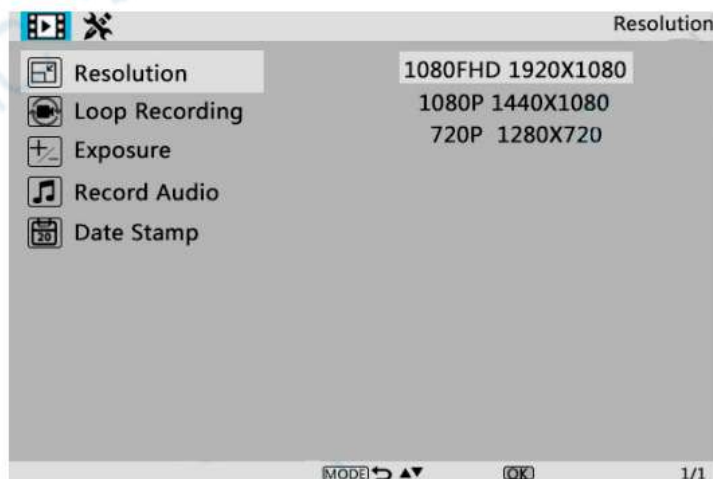 Resolution
Resolution
1080FHD 1920X1080
Loop Recording
1080P 1440X1080
Exposure
720P 1280X720
Record Audio
20
Date Stamp
MODE
OK
1/1